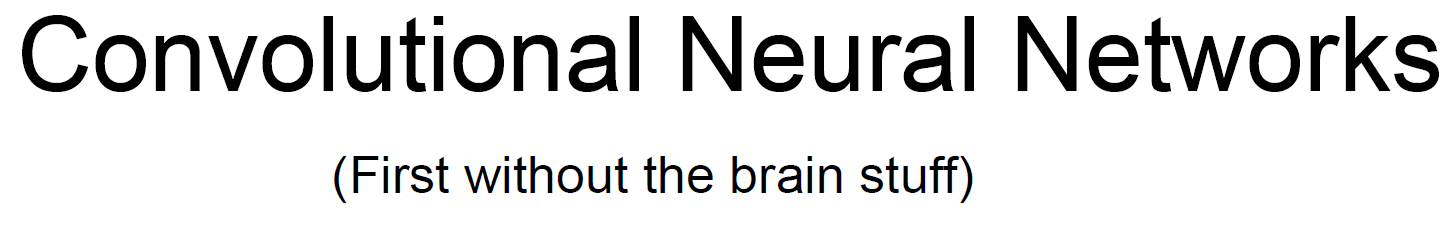 Convolutional Neural Networks
(First without the brain stuff)